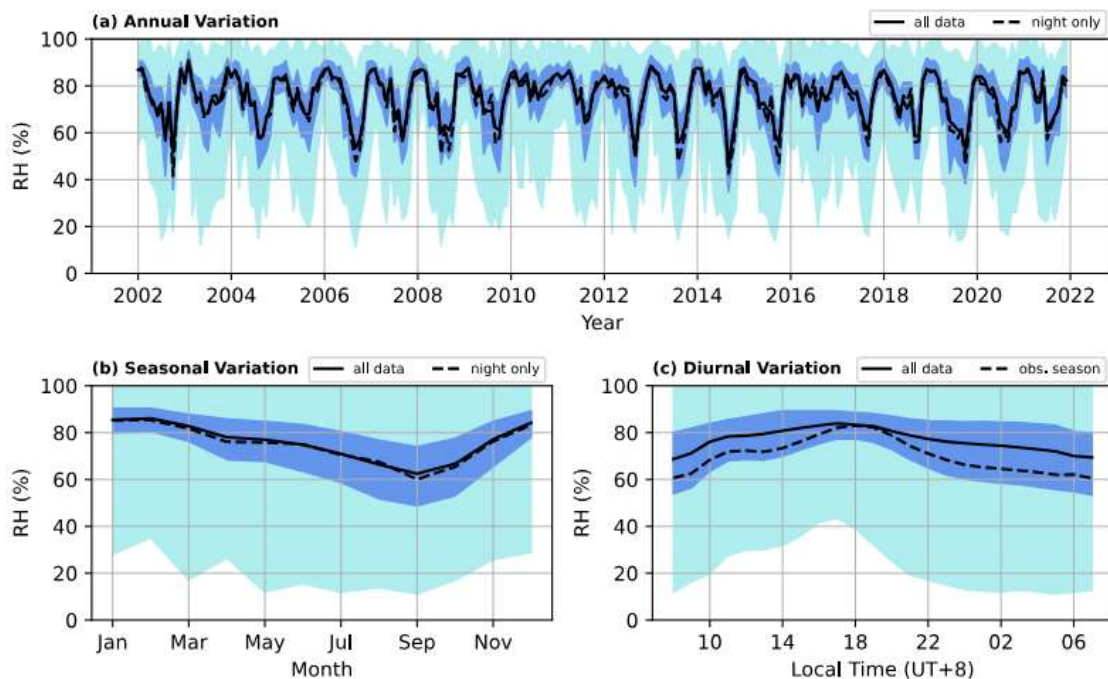 (a) Annual Variation
all data
night only
100
80
60
40
20
0
RH (%)
2002
2004
2006
2008
2010
2012
2014
2016
2018
2020
2022
Year
(b) Seasonal Variation
all data
night only
100
80
60
40
20
0
RH (%)
Jan
Mar
May
Jul
Sep
Nov
Month
(c) Diurnal Variation
all data
obs. season
100
80
60
40
20
0
RH (%)
10
14
18
22
02
06
Local Time (UT+8)